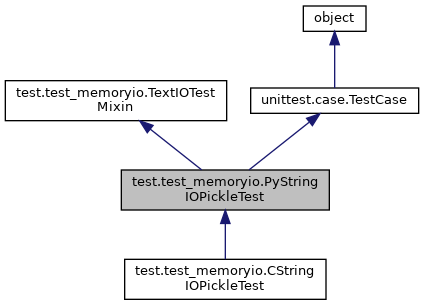 object
test.test_memoryio.TextIOTest
Mixin
unittest.case.TestCase
test.test_memoryio.PyString
IOPickleTest
test.test_memoryio.CString
IOPickleTest